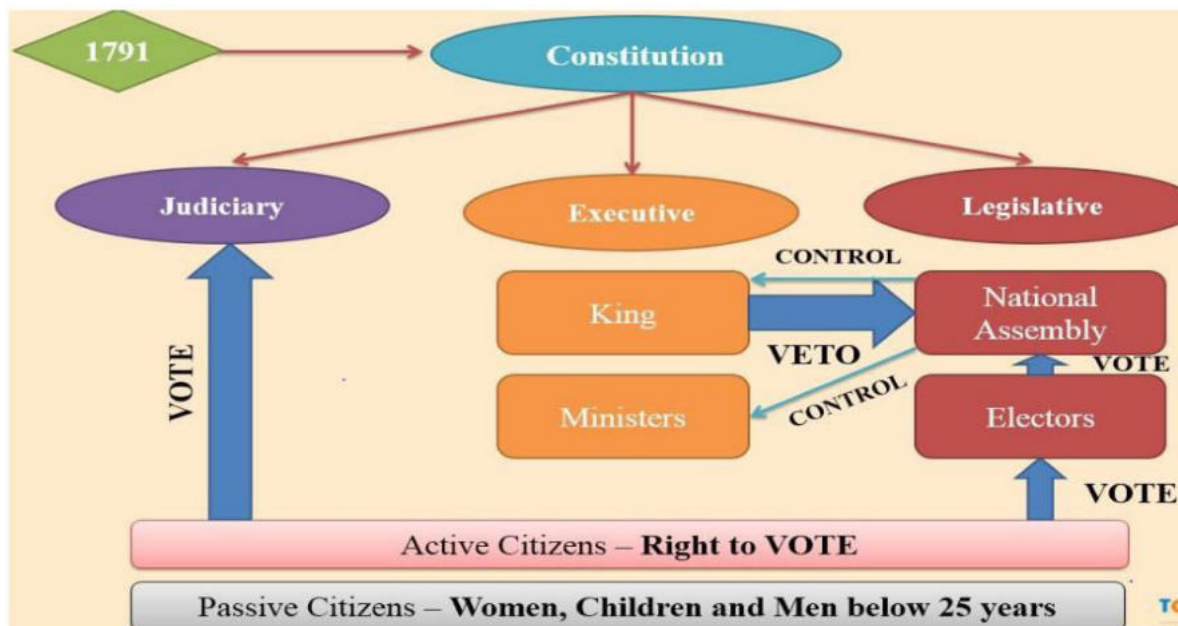 1791
Constitution
Judiciary
Executive
Legislative
CONTROL
King
National
Assembly
VETO
VOTE
VOTE
CONTROL
Ministers
Electors
VOTE
Active Citizens – Right to VOTE
Passive Citizens – Women, Children and Men below 25 years